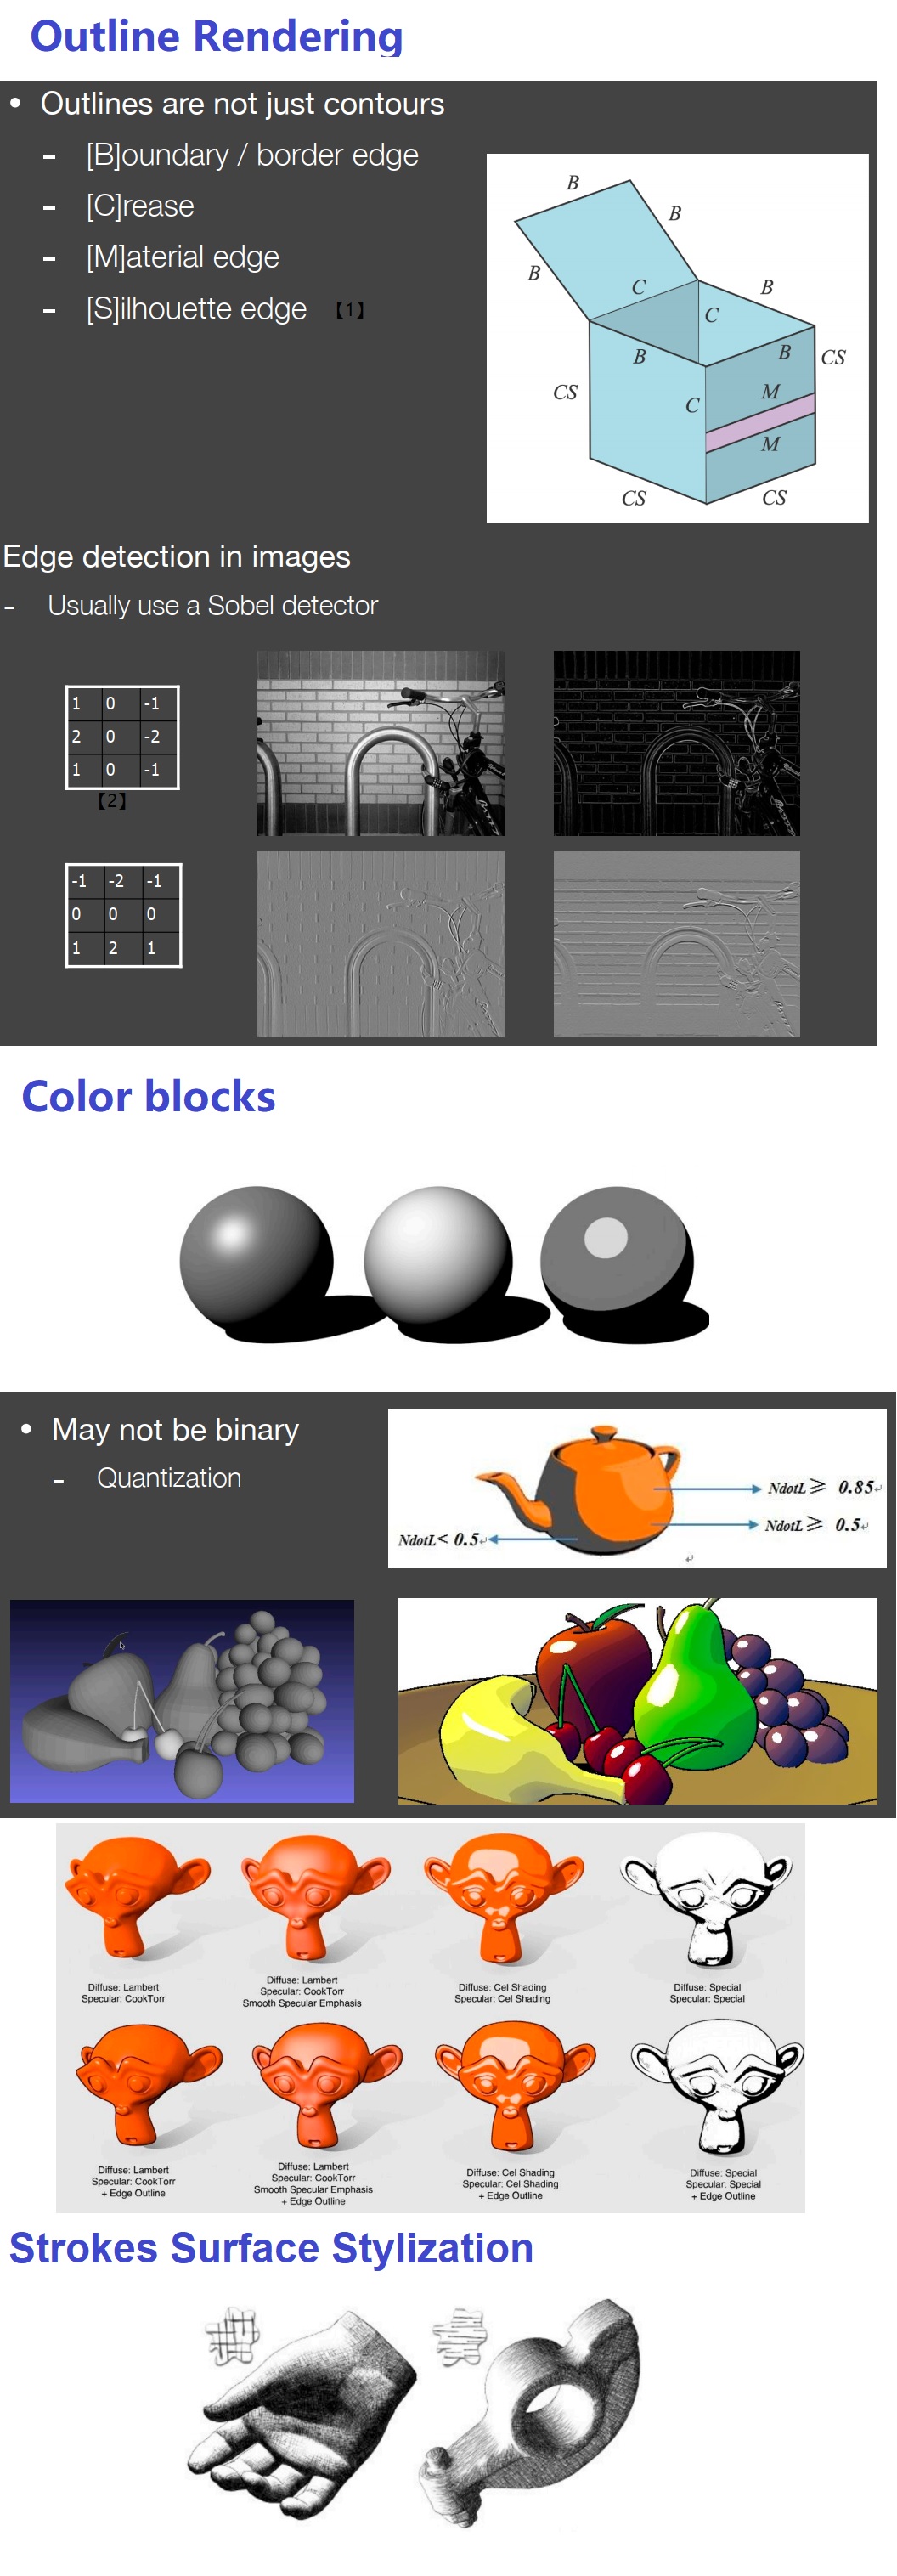 Outline Rendering
• Outlines are not just contours
- [B]oundary / border edge
- [C]rease
- [M]aterial edge
- [S]ilhouette edge 【1】
B
B
B
C
B
C
B
B
CS
CS
M
C
M
CS
CS
Edge detection in images
- Usually use a Sobel detector
1 0 -1
2 0 -2
1 0 -1
【2】
-1 -2 -1
0 0 0
1 2 1
Color blocks
• May not be binary
- Quantization
NdotL ≥ 0.85
NdotL ≥ 0.5
NdotL < 0.5
Diffuse: Lambert
Specular: CookTorr
Diffuse: Lambert
Specular: CookTorr
Smooth Specular Emphasis
Diffuse: Cel Shading
Specular: Cel Shading
Diffuse: Special
Specular: Special
Diffuse: Lambert
Specular: CookTorr
+ Edge Outline
Diffuse: Lambert
Specular: CookTorr
Smooth Specular Emphasis
+ Edge Outline
Diffuse: Cel Shading
Specular: Cel Shading
+ Edge Outline
Diffuse: Special
Specular: Special
+ Edge Outline
Strokes Surface Stylization